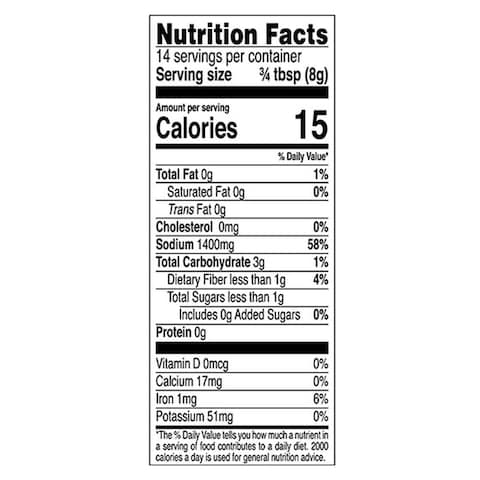 Nutrition Facts
14 servings per container
Serving size ¾ tbsp (8g)
Amount per serving
Calories 15
% Daily Value*
Total Fat 0g 1%
Saturated Fat 0g 0%
Trans Fat 0g
Cholesterol 0mg 0%
Sodium 1400mg 58%
Total Carbohydrate 3g 1%
Dietary Fiber less than 1g 4%
Total Sugars less than 1g
Includes 0g Added Sugars 0%
Protein 0g
Vitamin D 0mcg 0%
Calcium 17mg 0%
Iron 1mg 6%
Potassium 51mg 0%
*The % Daily Value tells you how much a nutrient in
a serving of food contributes to a daily diet. 2000
calories a day is used for general nutrition advice.